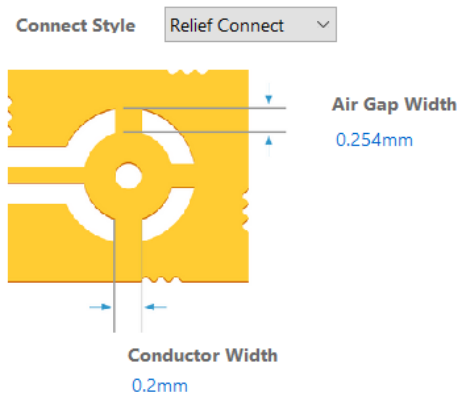 Connect Style Relief Connect
Air Gap Width
0.254mm
Conductor Width
0.2mm